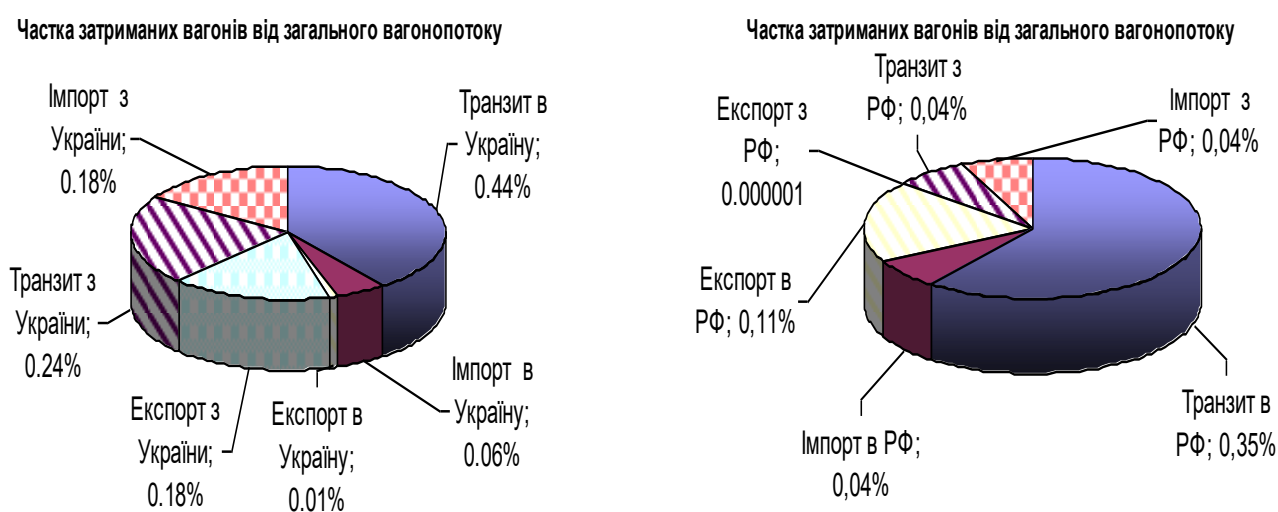 Частка затриманих вагонів від загального вагонопотоку
Імпорт з
України;
0.18%
Транзит в
Україну;
0.44%
Транзит з
України;
0.24%
Імпорт в
Україну;
0.06%
Експорт з
України;
0.18%
Експорт в
Україну;
0.01%
Частка затриманих вагонів від загального вагонопотоку
Транзит з
РФ; 0,04%
Експорт з
РФ;
0.000001
Імпорт з
РФ; 0,04%
Експорт в
РФ; 0,11%
Імпорт в РФ;
0,04%
Транзит в
РФ; 0,35%